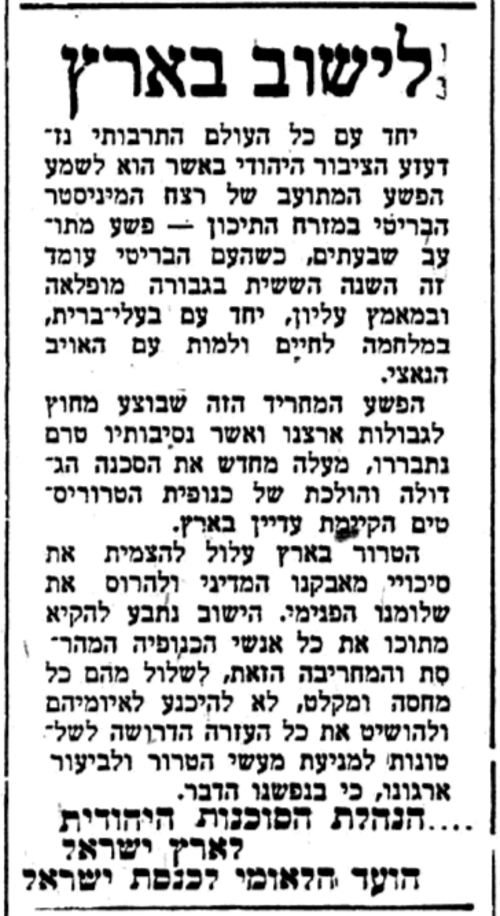 לישוב בארץ
יחד עם כל העולם התרבותי נז־
דעזע הציבור היהודי באשר הוא לשמע
הפשע המתועב של רצח המיניסטר
הבריטי במזרח התיכון — פשע מתו־
עב שבעתים, כשהעם הבריטי עומד
זה השנה הששית בגבורה מופלאה
ובמאמץ עליון, יחד עם בעלי־ברית,
במלחמה לחיים ולמות עם האויב
הנאצי.
הפשע המחריד הזה שבוצע מחוץ
לגבולות ארצנו ואשר נסיבותיו טרם
נתבררו, מעלה מחדש את הסכנה הג־
דולה והולכת של כנופית הטרוריס־
טים הקימת עדיין בארץ.
הטרור בארץ עלול להצמית את
סיכויי מאבקנו המדיני ולהרוס את
שלומנו הפנימי. הישוב נתבע להקיא
מתוכו את כל אנשי הכנופיה המהר־
סת והמחריבה הזאת, לשלול מהם כל
מחסה ומקלט, לא להיכנע לאיומיהם
ולהושיט את כל העזרה הדרושה לשל־
טונות למניעת מעשי הטרור ולביעור
ארגונו, כי בנפשנו הדבר.
....הנהלת הסוכנות היהודית
לארץ ישראל
הועד הלאומי לכנסת ישראל